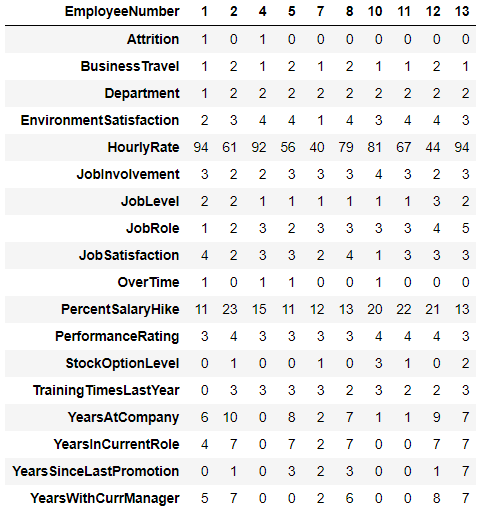 EmployeeNumber 1 2 4 5 7 8 10 11 12 13
Attrition 1 0 1 0 0 0 0 0 0 0
BusinessTravel 1 2 1 2 1 2 1 1 2 1
Department 1 2 2 2 2 2 2 2 2 2
EnvironmentSatisfaction 2 3 4 4 1 4 3 4 4 3
HourlyRate 94 61 92 56 40 79 81 67 44 94
JobInvolvement 3 2 2 3 3 3 4 3 2 3
JobLevel 2 2 1 1 1 1 1 1 3 2
JobRole 1 2 3 2 3 3 3 3 4 5
JobSatisfaction 4 2 3 3 2 4 1 3 3 3
OverTime 1 0 1 1 0 0 1 0 0 0
PercentSalaryHike 11 23 15 11 12 13 20 22 21 13
PerformanceRating 3 4 3 3 3 3 4 4 4 3
StockOptionLevel 0 1 0 0 1 0 3 1 0 2
TrainingTimesLastYear 0 3 3 3 3 2 3 2 2 3
YearsAtCompany 6 10 0 8 2 7 1 1 9 7
YearsInCurrentRole 4 7 0 7 2 7 0 0 7 7
YearsSinceLastPromotion 0 1 0 3 2 3 0 0 1 7
YearsWithCurrManager 5 7 0 0 2 6 0 0 8 7